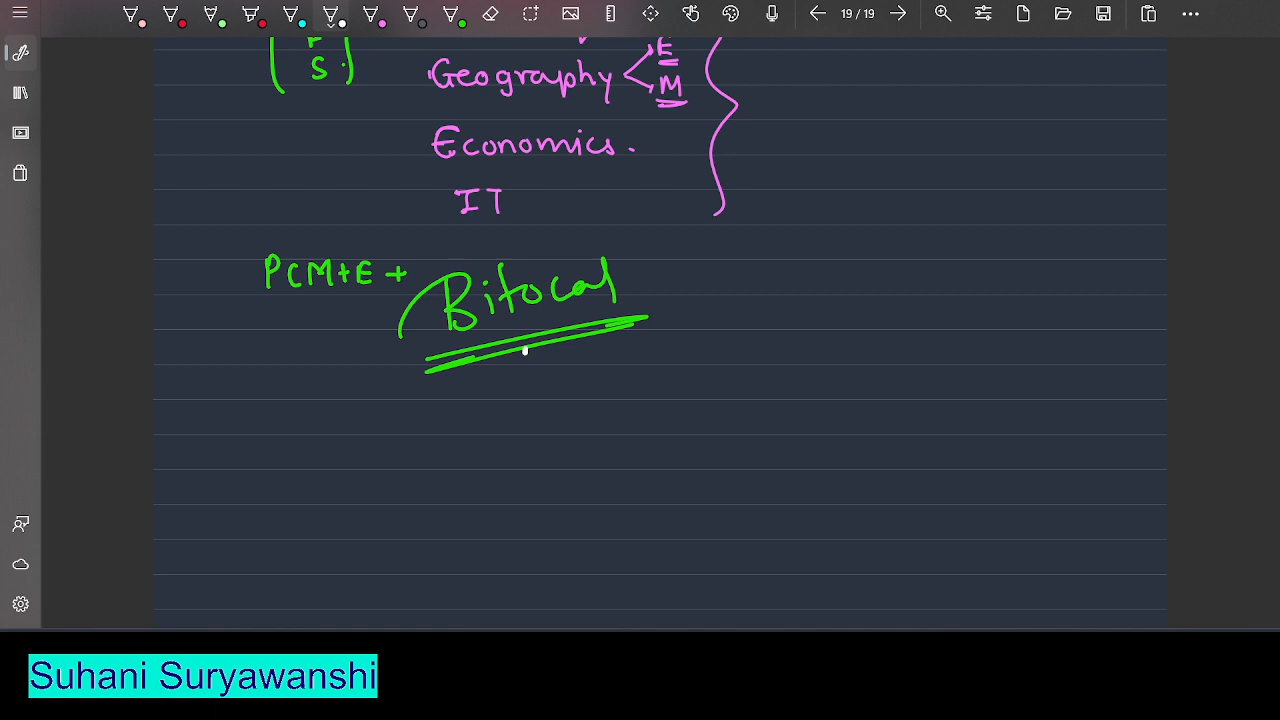 19/19
E
S.
Geography
M
Economics.
IT
PCM+E + Bifocal
Suhani Suryawanshi